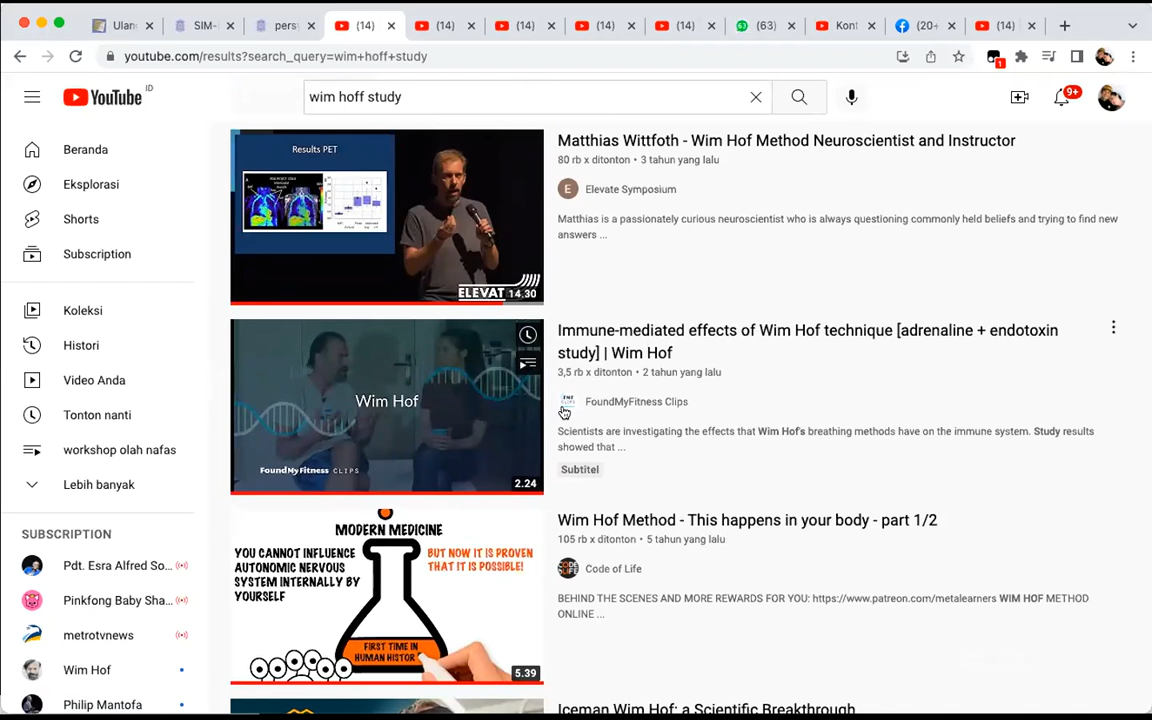 Ulan
SIM-
pers
(14)
(14)
(14)
(14)
(14)
(63)
Kont
(20+
(14)
youtube.com/results?search_query=wim+hoff+study
1
YouTube ID
wim hoff study
9+
Beranda
Eksplorasi
Shorts
Subscription
Koleksi
Histori
Video Anda
Tonton nanti
workshop olah nafas
Lebih banyak
SUBSCRIPTION
Pdt. Esra Alfred So...
Pinkfong Baby Sha...
metrotvnews
Wim Hof
Philip Mantofa
Results PET
ELEVAT
14.30
Matthias Wittfoth - Wim Hof Method Neuroscientist and Instructor
80 rb x ditonton • 3 tahun yang lalu
E
Elevate Symposium
Matthias is a passionately curious neuroscientist who is always questioning commonly held beliefs and trying to find new
answers ...
Wim Hof
FoundMyFitness CLIPS
2.24
Immune-mediated effects of Wim Hof technique [adrenaline + endotoxin
study] | Wim Hof
3,5 rb x ditonton • 2 tahun yang lalu
FoundMyFitness Clips
Scientists are investigating the effects that Wim Hof's breathing methods have on the immune system. Study results
showed that ...
Subtitel
MODERN MEDICINE
YOU CANNOT INFLUENCE
AUTONOMIC NERVOUS
SYSTEM INTERNALLY BY
YOURSELF
BUT NOW IT IS PROVEN
THAT IT IS POSSIBLE!
FIRST TIME IN
HUMAN HISTOR
5.39
Wim Hof Method - This happens in your body - part 1/2
105 rb x ditonton • 5 tahun yang lalu
Code of Life
BEHIND THE SCENES AND MORE REWARDS FOR YOU: https://www.patreon.com/metalearners WIM HOF METHOD
ONLINE ...
Iceman Wim Hof: a Scientific Breakthrough